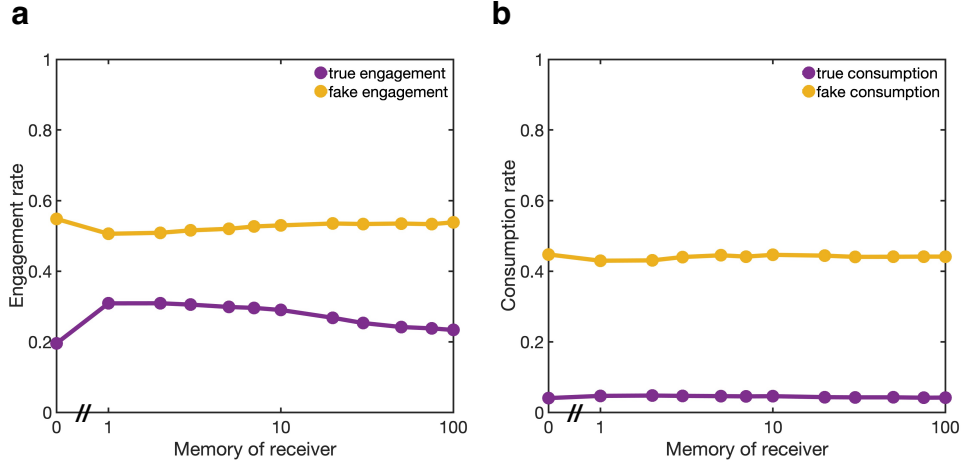 a
1
0.8
0.6
0.4
0.2
0
Engagement rate
true engagement
fake engagement
0
1
10
100
Memory of receiver
b
1
0.8
0.6
0.4
0.2
0
Consumption rate
true consumption
fake consumption
0
1
10
100
Memory of receiver